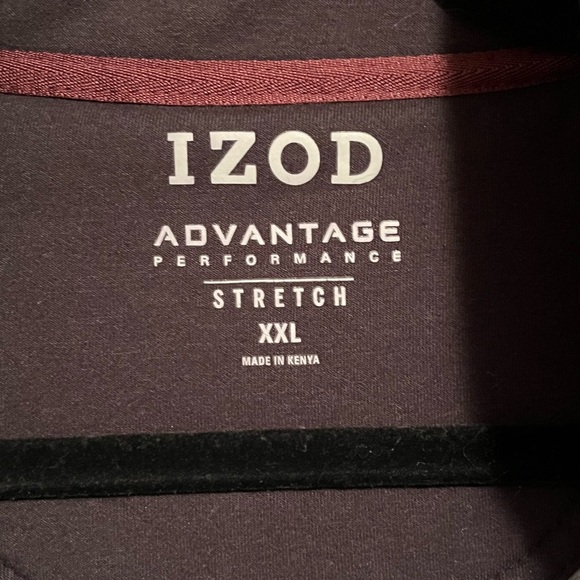 IZOD
ADVANTAGE
PERFORMANCE
STRETCH
XXL
MADE IN KENYA